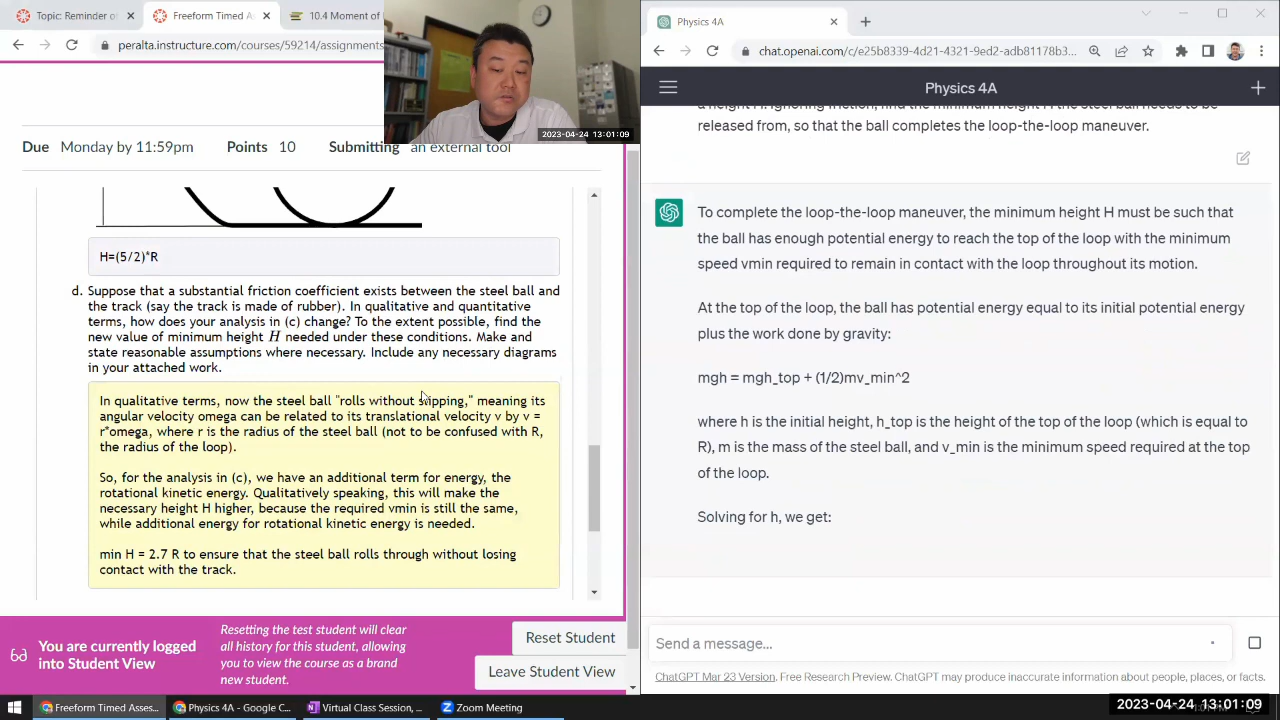 Topic: Reminder of
Freeform Timed As
10.4 Moment of
peralta.instructure.com/courses/59214/assignments
2023-04-24 13:01:09
Due Monday by 11:59pm Points 10 Submitting an external tool
H=(5/2)*R
d. Suppose that a substantial friction coefficient exists between the steel ball and
the track (say the track is made of rubber). In qualitative and quantitative
terms, how does your analysis in (c) change? To the extent possible, find the
new value of minimum height H needed under these conditions. Make and
state reasonable assumptions where necessary. Include any necessary diagrams
in your attached work.
In qualitative terms, now the steel ball "rolls without slipping," meaning its
angular velocity omega can be related to its translational velocity v by v =
r*omega, where r is the radius of the steel ball (not to be confused with R,
the radius of the loop).
So, for the analysis in (c), we have an additional term for energy, the
rotational kinetic energy. Qualitatively speaking, this will make the
necessary height H higher, because the required vmin is still the same,
while additional energy for rotational kinetic energy is needed.
min H = 2.7 R to ensure that the steel ball rolls through without losing
contact with the track.
You are currently logged
into Student View
Resetting the test student will clear
all history for this student, allowing
you to view the course as a brand
new student.
Reset Student
Leave Student View
Physics 4A
chat.openai.com/c/e25b8339-4d21-4321-9ed2-adb81178b3...
Physics 4A
released from, so that the ball completes the loop-the-loop maneuver.
To complete the loop-the-loop maneuver, the minimum height H must be such that
the ball has enough potential energy to reach the top of the loop with the minimum
speed vmin required to remain in contact with the loop throughout its motion.
At the top of the loop, the ball has potential energy equal to its initial potential energy
plus the work done by gravity:
mgh = mgh_top + (1/2)mv_min^2
where h is the initial height, h_top is the height of the top of the loop (which is equal to
R), m is the mass of the steel ball, and v_min is the minimum speed required at the top
of the loop.
Solving for h, we get:
Send a message...
ChatGPT Mar 23 Version. Free Research Preview. ChatGPT may produce inaccurate information about people, places, or facts.
Freeform Timed Asses...
Physics 4A - Google C...
Virtual Class Session, ...
Zoom Meeting
2023-04-24 13:01:09